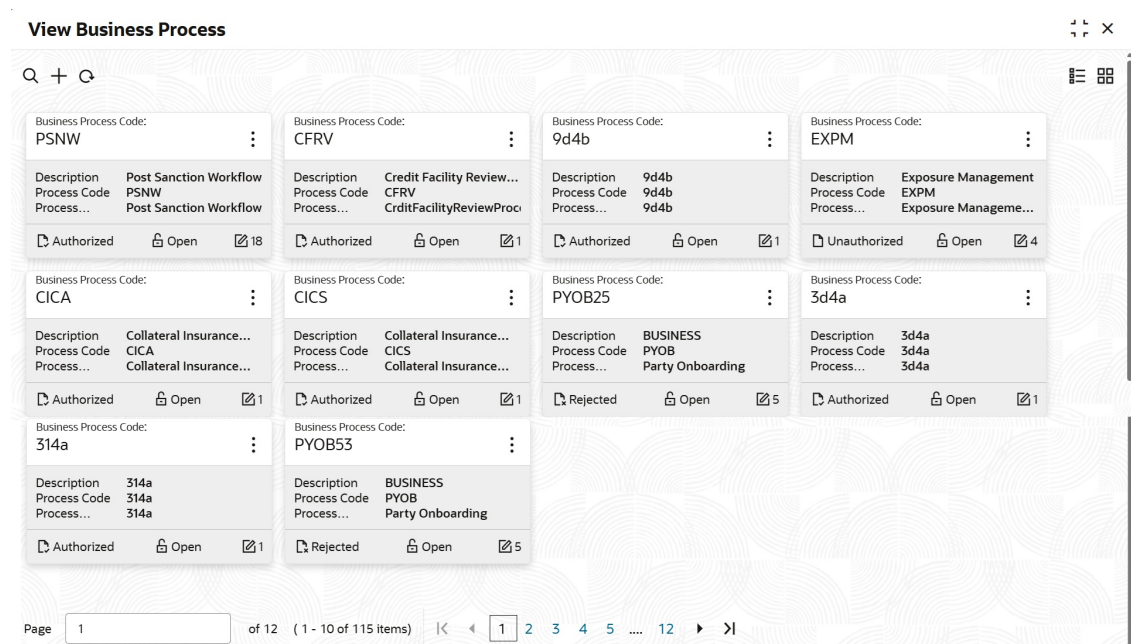 View Business Process
Business Process Code:
PSNW
Description Post Sanction Workflow
Process Code PSNW
Process... Post Sanction Workflow
Authorized Open 18
Business Process Code:
CFRV
Description Credit Facility Review...
Process Code CFRV
Process... CrditFacilityReviewProc
Authorized Open 1
Business Process Code:
9d4b
Description 9d4b
Process Code 9d4b
Process... 9d4b
Authorized Open 1
Business Process Code:
EXPM
Description Exposure Management
Process Code EXPM
Process... Exposure Manageme...
Unauthorized Open 4
Business Process Code:
CICA
Description Collateral Insurance...
Process Code CICA
Process... Collateral Insurance...
Authorized Open 1
Business Process Code:
CICS
Description Collateral Insurance...
Process Code CICS
Process... Collateral Insurance...
Authorized Open 1
Business Process Code:
PYOB25
Description BUSINESS
Process Code PYOB
Process... Party Onboarding
Rejected Open 5
Business Process Code:
3d4a
Description 3d4a
Process Code 3d4a
Process... 3d4a
Authorized Open 1
Business Process Code:
314a
Description 314a
Process Code 314a
Process... 314a
Authorized Open 1
Business Process Code:
PYOB53
Description BUSINESS
Process Code PYOB
Process... Party Onboarding
Rejected Open 5
Page 1 of 12 ( 1 - 10 of 115 items) 1 2 3 4 5 .... 12